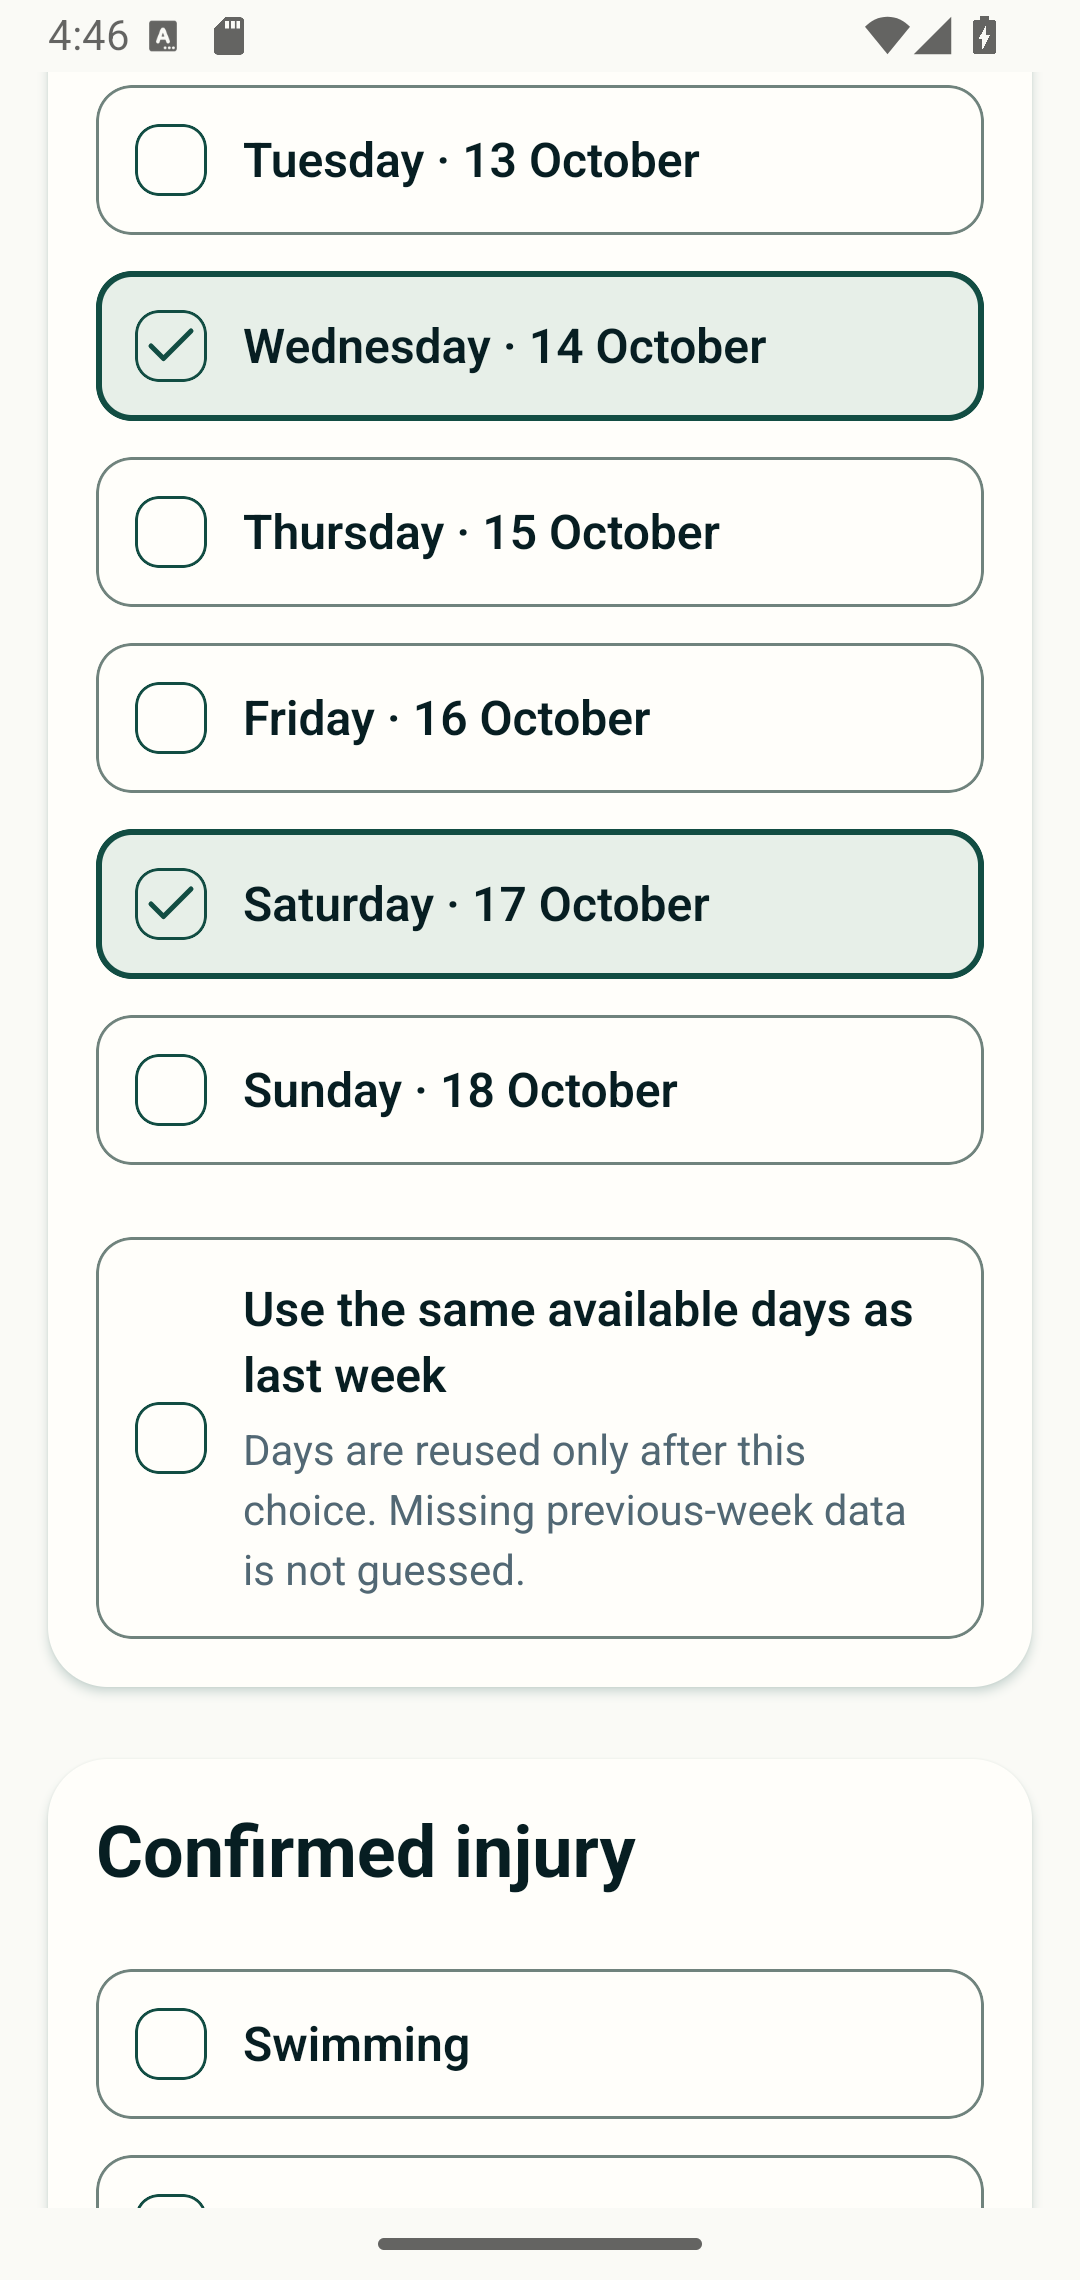 4:46
Tuesday · 13 October
Wednesday · 14 October
Thursday · 15 October
Friday · 16 October
Saturday · 17 October
Sunday · 18 October
Use the same available days as
last week
Days are reused only after this
choice. Missing previous-week data
is not guessed.
Confirmed injury
Swimming